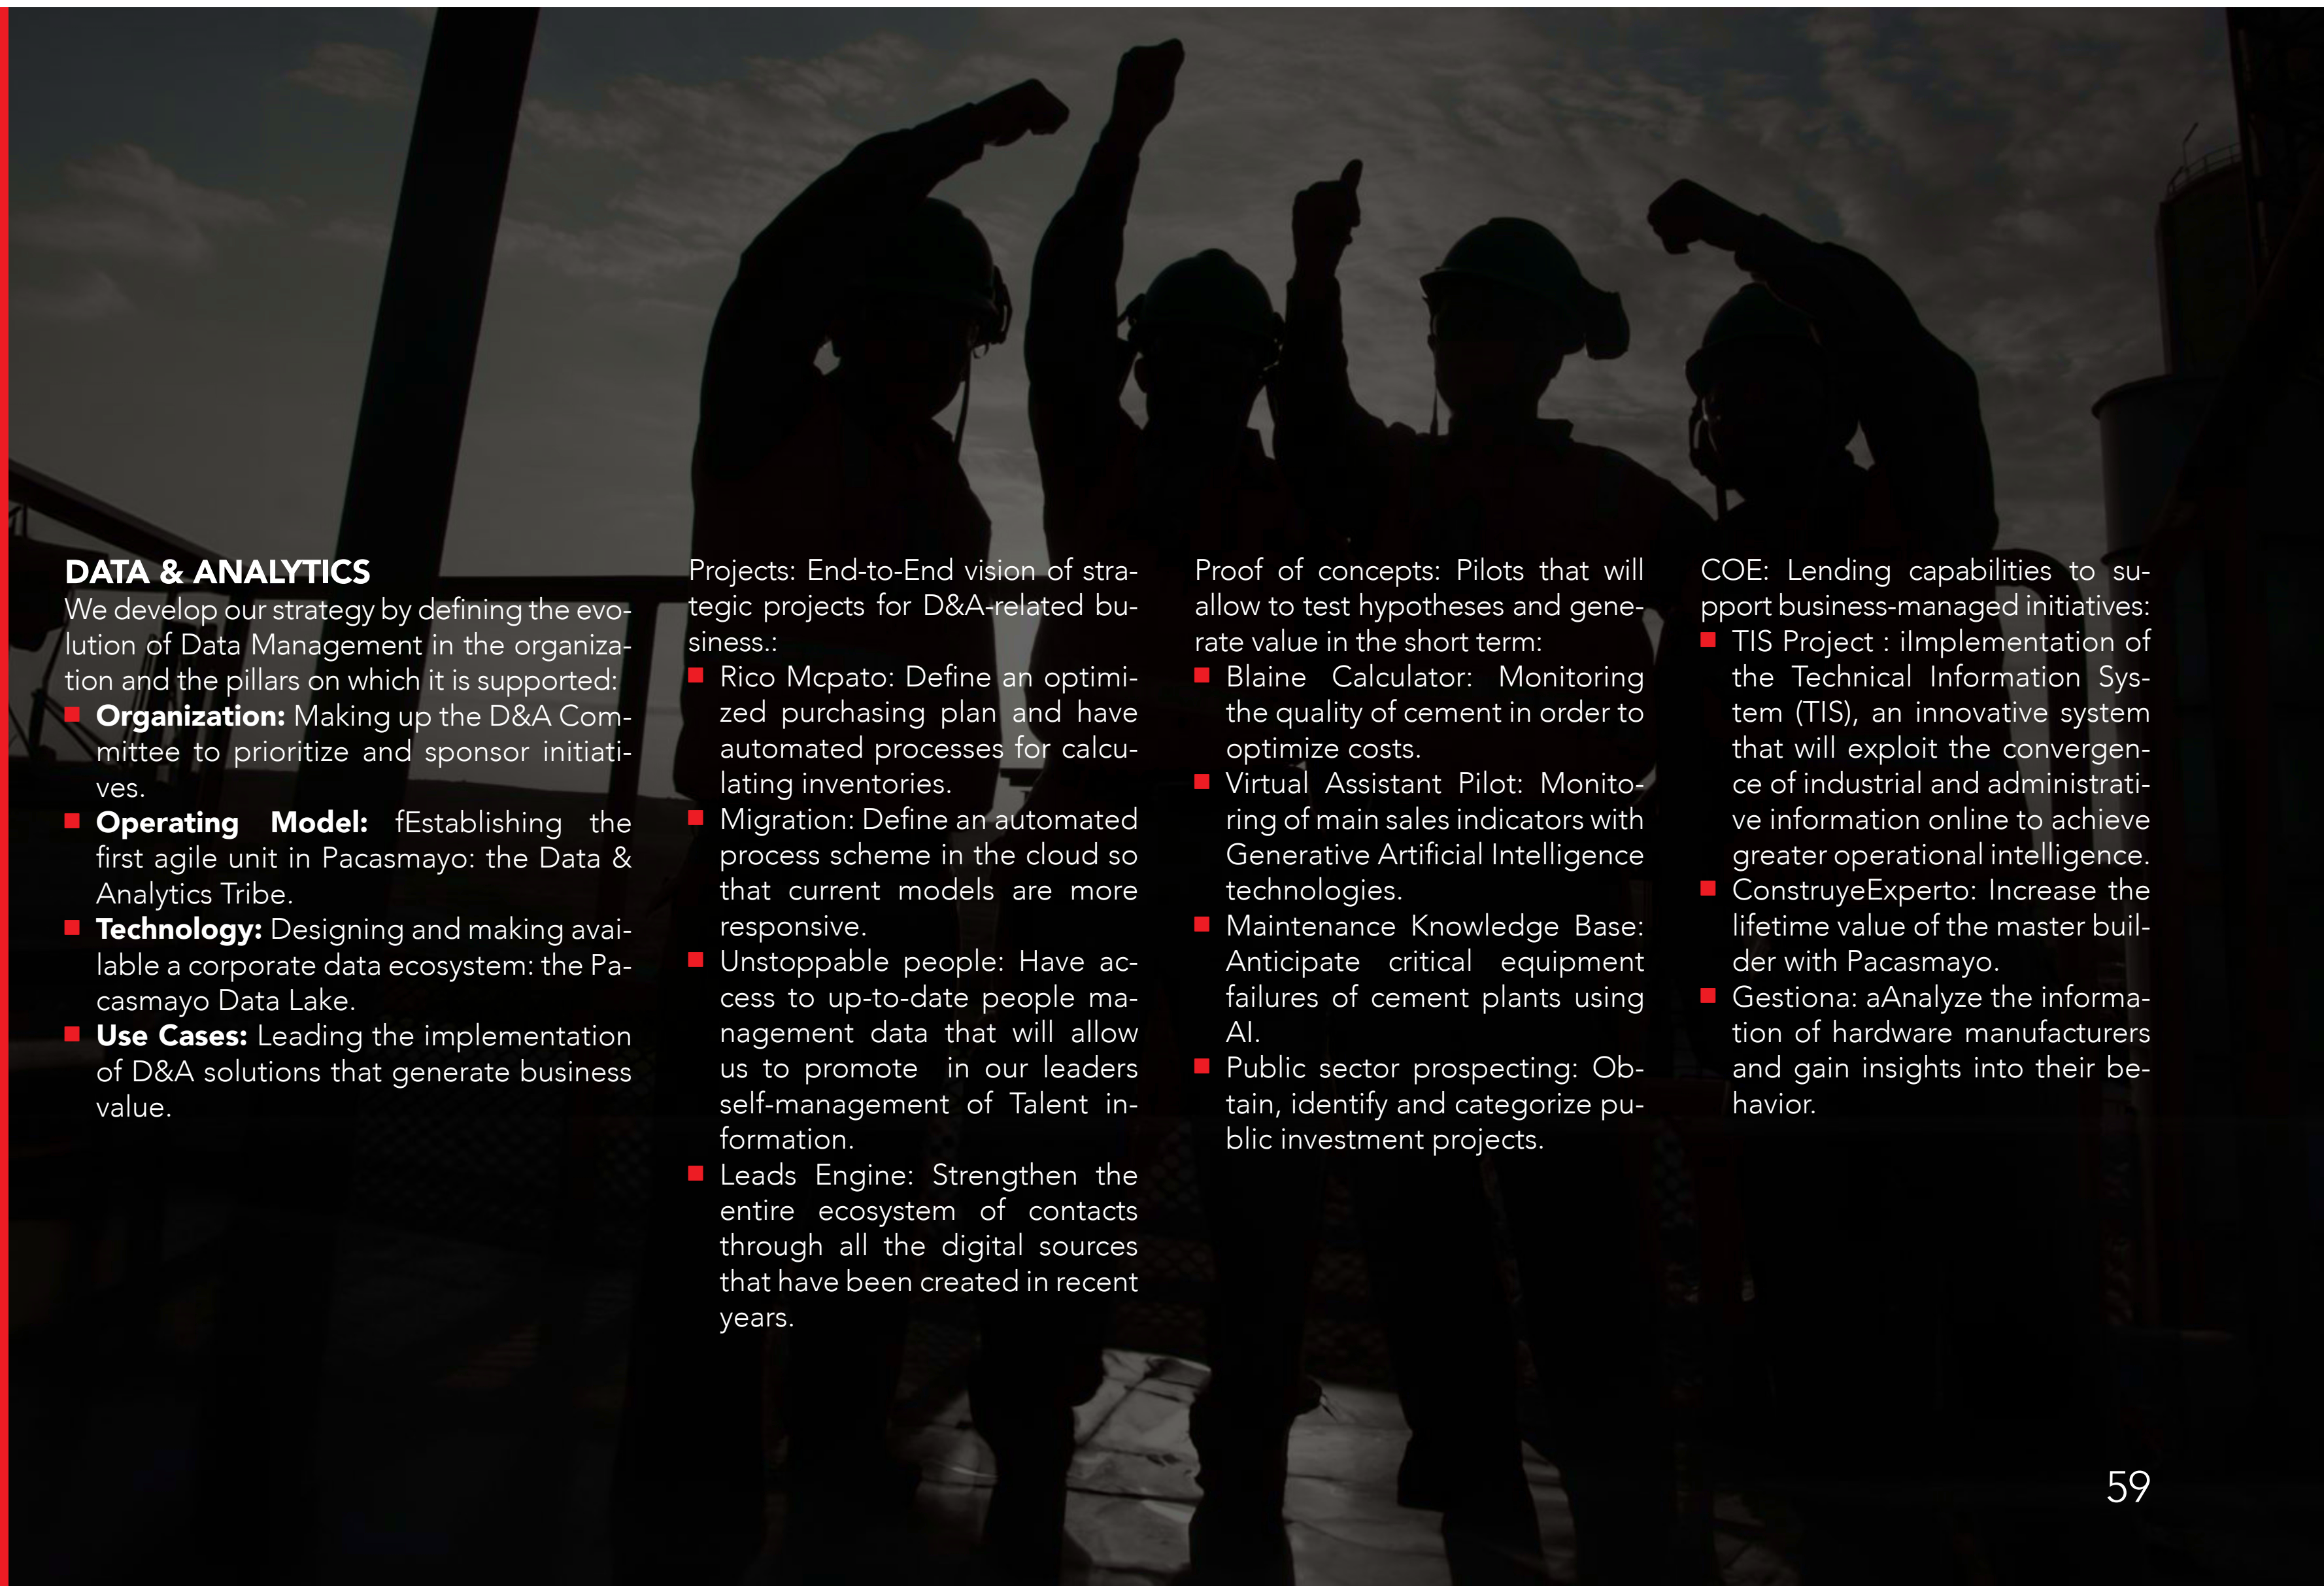 DATA & ANALYTICS
We develop our strategy by defining the evo-
lution of Data Management in the organiza-
tion and the pillars on which it is supported:
Organization: Making up the D&A Com-
mittee to prioritize and sponsor initiati-
ves.
Operating Model: fEstablishing the
first agile unit in Pacasmayo: the Data &
Analytics Tribe.
Technology: Designing and making avai-
lable a corporate data ecosystem: the Pa-
casmayo Data Lake.
Use Cases: Leading the implementation
of D&A solutions that generate business
value.
Projects: End-to-End vision of stra-
tegic projects for D&A-related bu-
siness.:
Rico Mcpato: Define an optimi-
zed purchasing plan and have
automated processes for calcu-
lating inventories.
Migration: Define an automated
process scheme in the cloud so
that current models are more
responsive.
Unstoppable people: Have ac-
cess to up-to-date people ma-
nagement data that will allow
us to promote in our leaders
self-management of Talent in-
formation.
Leads Engine: Strengthen the
entire ecosystem of contacts
through all the digital sources
that have been created in recent
years.
Proof of concepts: Pilots that will
allow to test hypotheses and gene-
rate value in the short term:
Blaine Calculator: Monitoring
the quality of cement in order to
optimize costs.
Virtual Assistant Pilot: Monito-
ring of main sales indicators with
Generative Artificial Intelligence
technologies.
Maintenance Knowledge Base:
Anticipate critical equipment
failures of cement plants using
AI.
Public sector prospecting: Ob-
tain, identify and categorize pu-
blic investment projects.
COE: Lending capabilities to su-
pport business-managed initiatives:
TIS Project : iImplementation of
the Technical Information Sys-
tem (TIS), an innovative system
that will exploit the convergen-
ce of industrial and administrati-
ve information online to achieve
greater operational intelligence.
ConstruyeExperto: Increase the
lifetime value of the master buil-
der with Pacasmayo.
Gestiona: aAnalyze the informa-
tion of hardware manufacturers
and gain insights into their be-
havior.
59